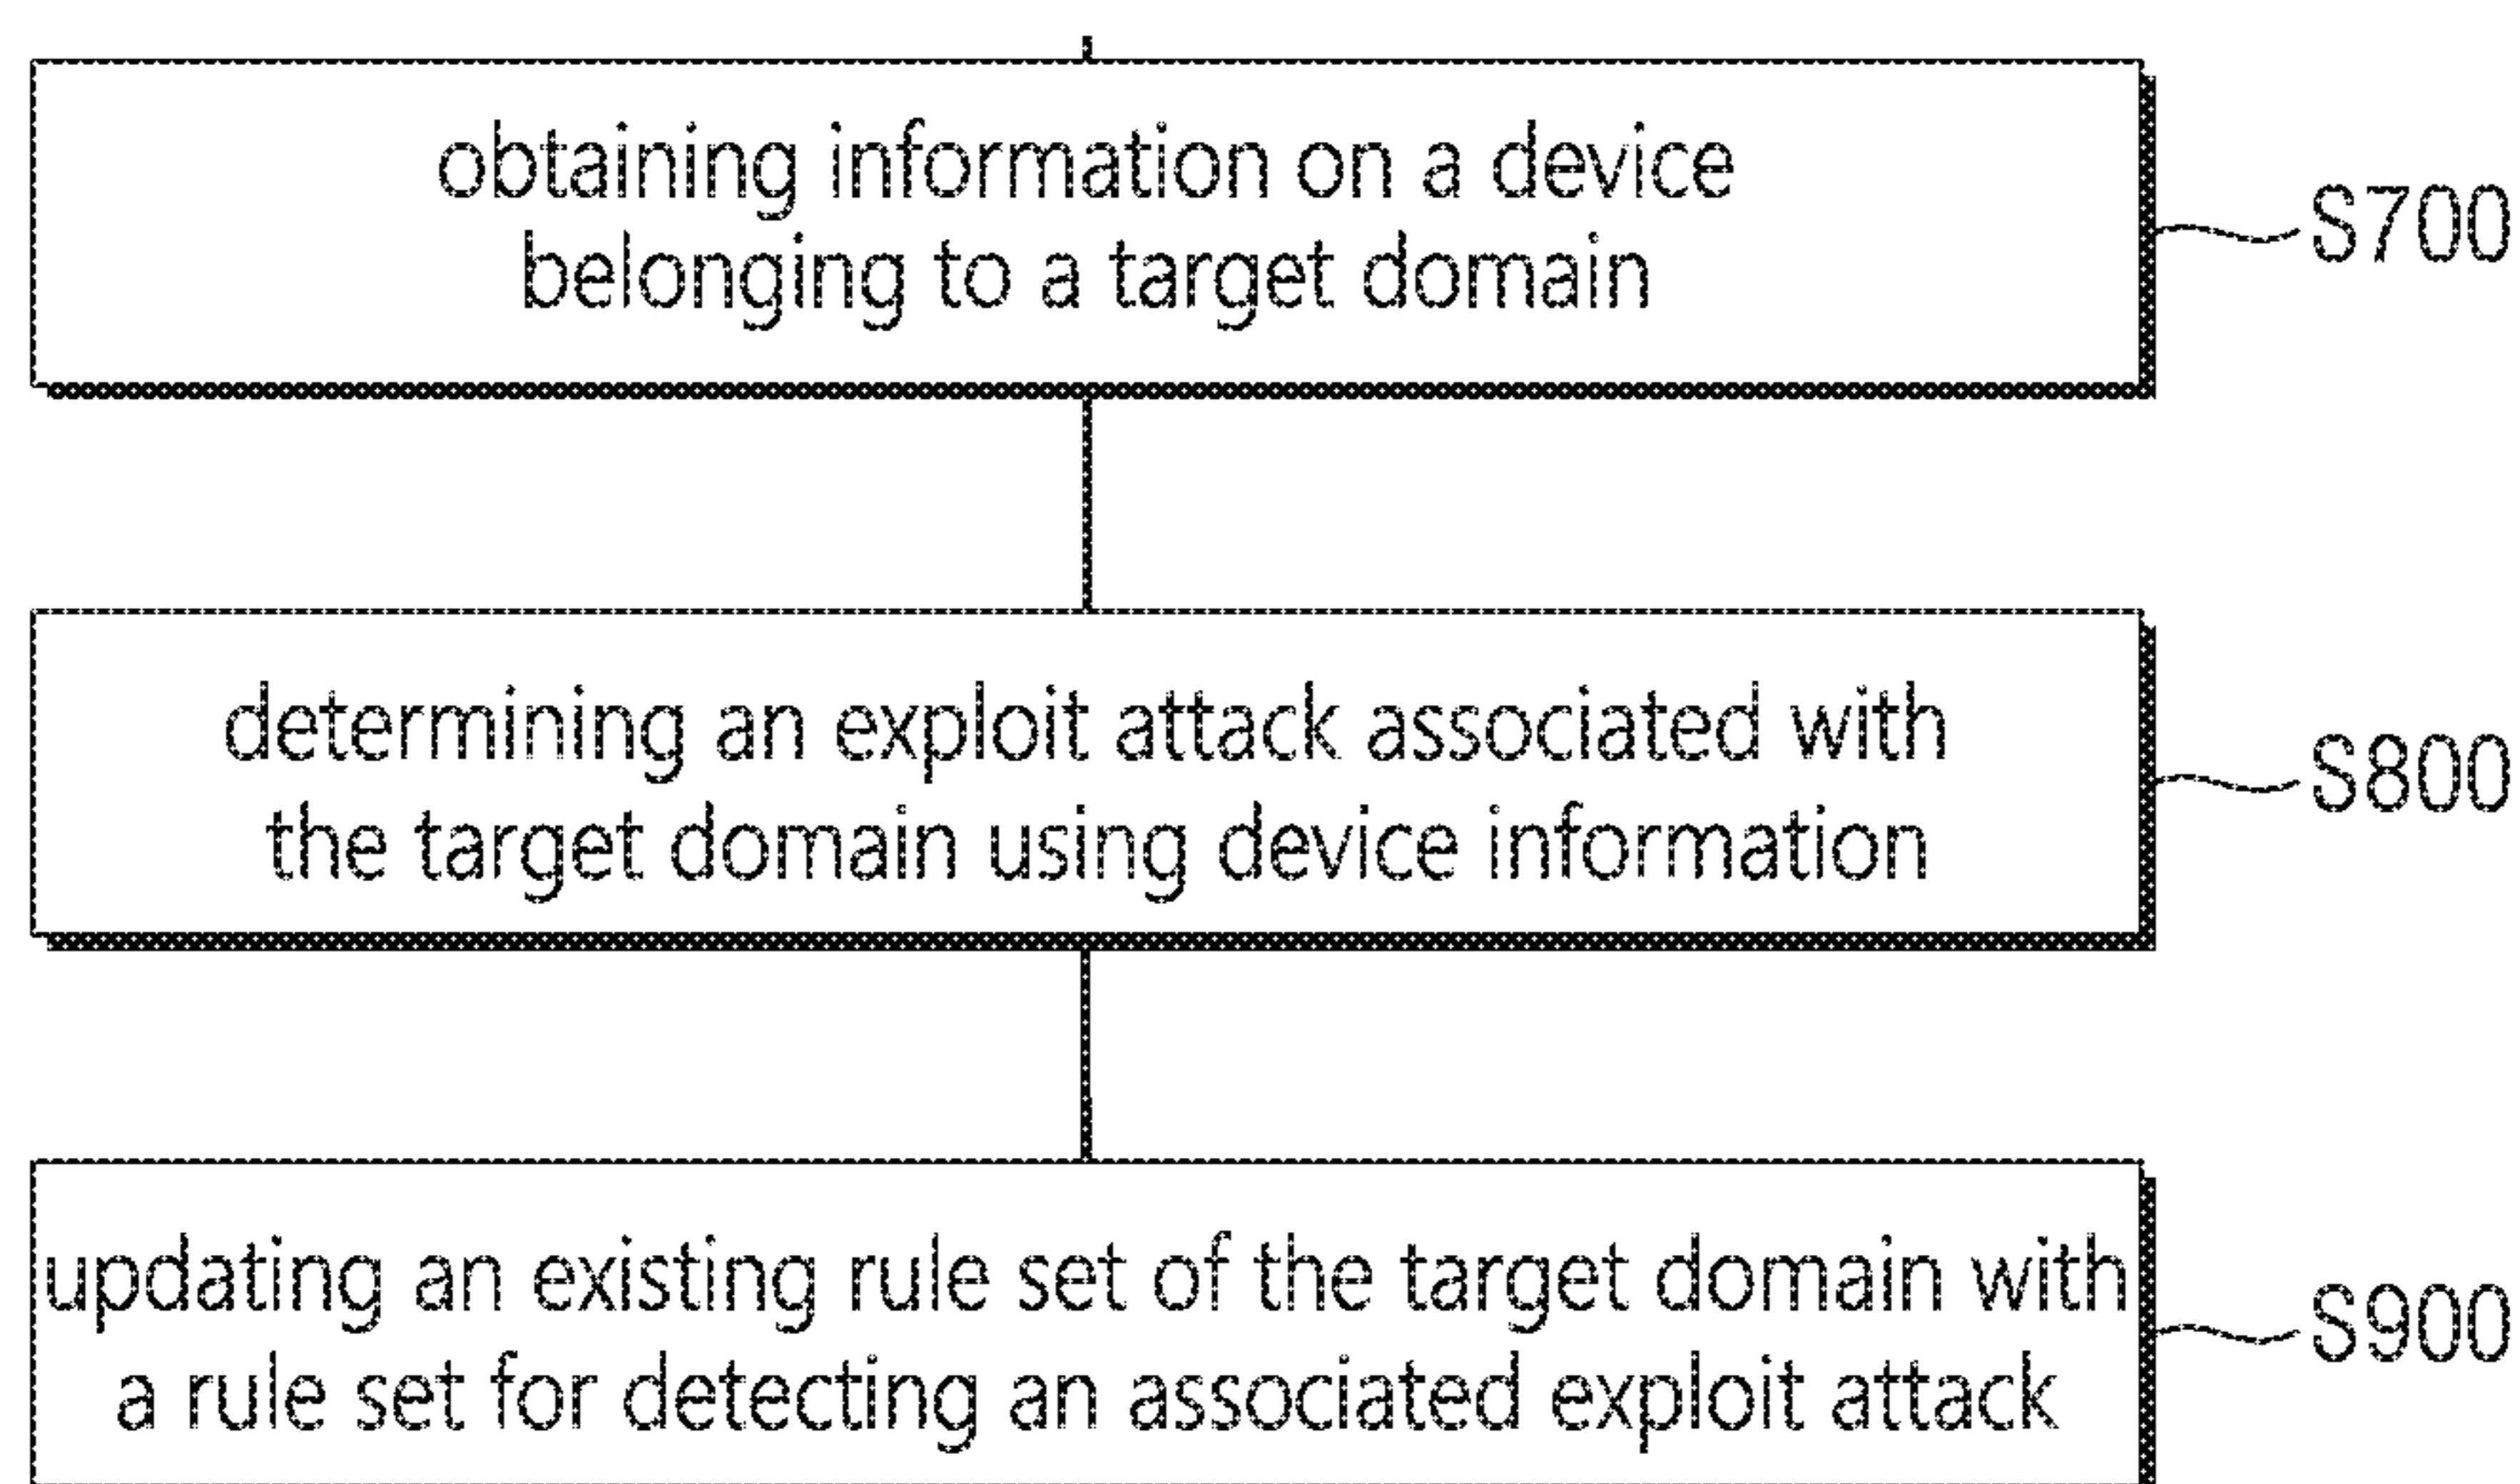 obtaining information on a device
belonging to a target domain
S700
determining an exploit attack associated with
the target domain using device information
S800
updating an existing rule set of the target domain with
a rule set for detecting an associated exploit attack
S900